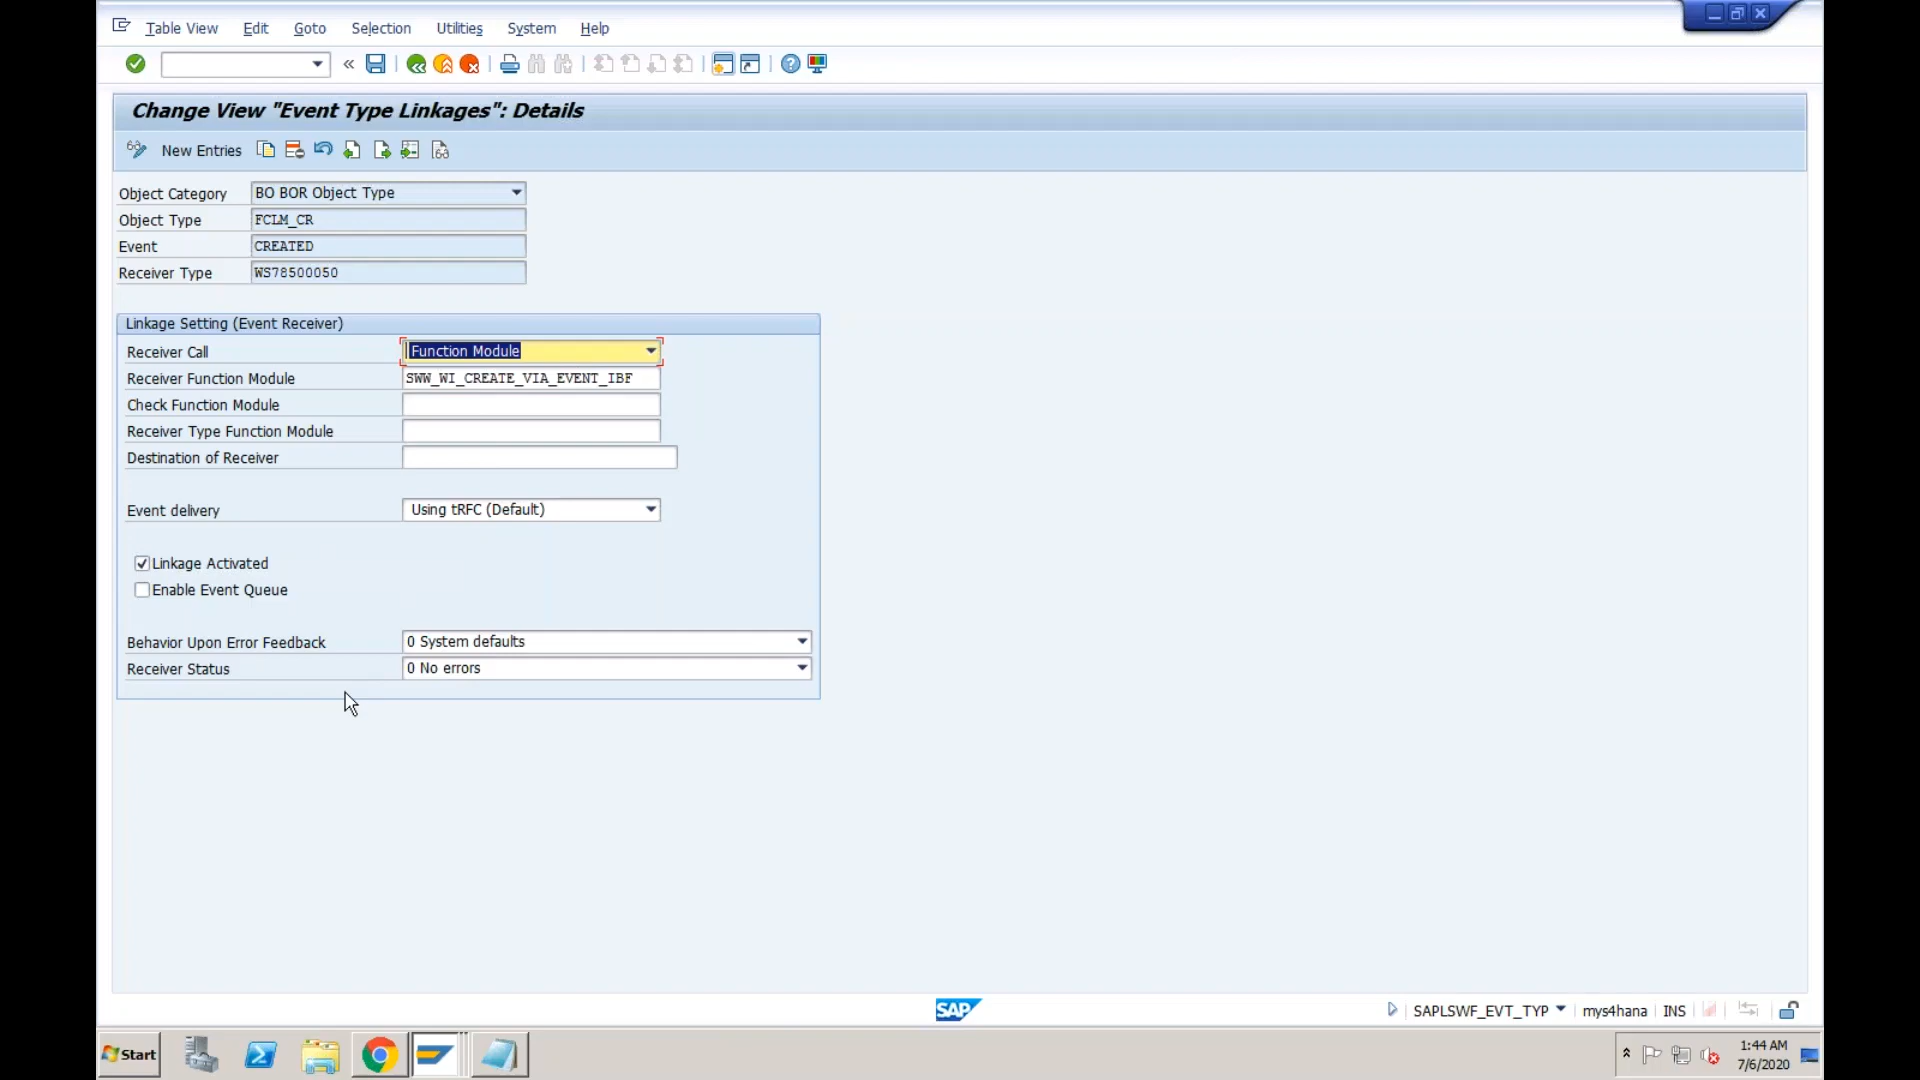 Table View Edit Goto Selection Utilities System Help
Change View "Event Type Linkages": Details
New Entries
Object Category BO BOR Object Type
Object Type FCLM_CR
Event CREATED
Receiver Type WS78500050
Linkage Setting (Event Receiver)
Receiver Call Function Module
Receiver Function Module SWW_WI_CREATE_VIA_EVENT_IBF
Check Function Module
Receiver Type Function Module
Destination of Receiver
Event delivery Using tRFC (Default)
Linkage Activated
Enable Event Queue
Behavior Upon Error Feedback 0 System defaults
Receiver Status 0 No errors
SAP SAPLSWF_EVT_TYP mys4hana INS
Start 1:44 AM
7/6/2020